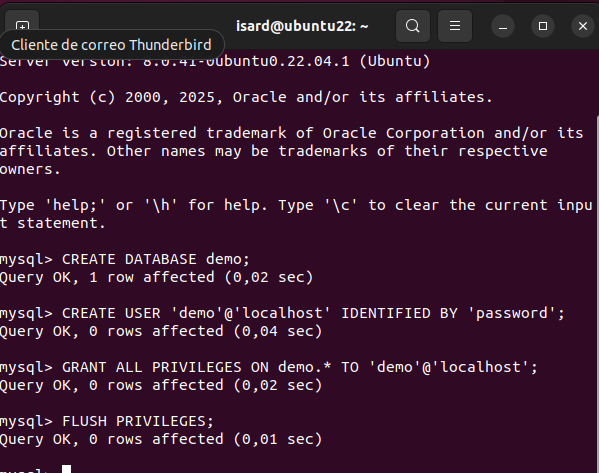 isard@ubuntu22: ~
Cliente de correo Thunderbird
Server version: 8.0.41-0ubuntu0.22.04.1 (Ubuntu)
Copyright (c) 2000, 2025, Oracle and/or its affiliates.
Oracle is a registered trademark of Oracle Corporation and/or its
affiliates. Other names may be trademarks of their respective
owners.
Type 'help;' or '\h' for help. Type '\c' to clear the current inpu
t statement.
mysql> CREATE DATABASE demo;
Query OK, 1 row affected (0,02 sec)
mysql> CREATE USER 'demo'@'localhost' IDENTIFIED BY 'password';
Query OK, 0 rows affected (0,04 sec)
mysql> GRANT ALL PRIVILEGES ON demo.* TO 'demo'@'localhost';
Query OK, 0 rows affected (0,02 sec)
mysql> FLUSH PRIVILEGES;
Query OK, 0 rows affected (0,01 sec)
mysql>